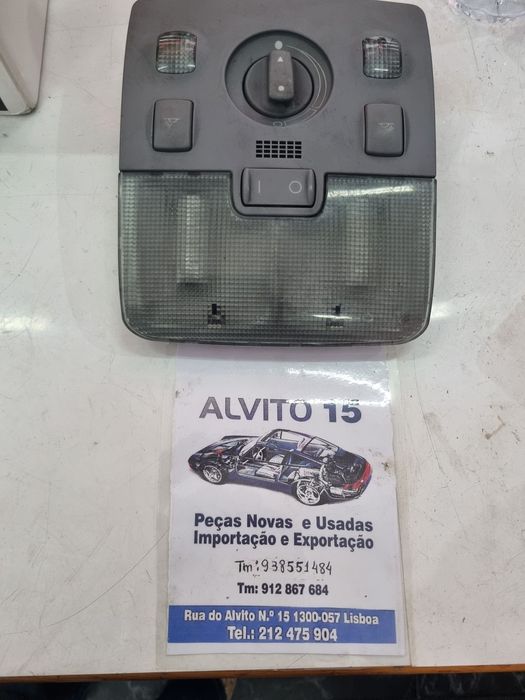 I O
ALVITO 15
Peças Novas e Usadas
Importação e Exportação
Tm: 938551484
Tm: 912 867 684
Rua do Alvito N.º 15 1300-057 Lisboa
Tel.: 212 475 904